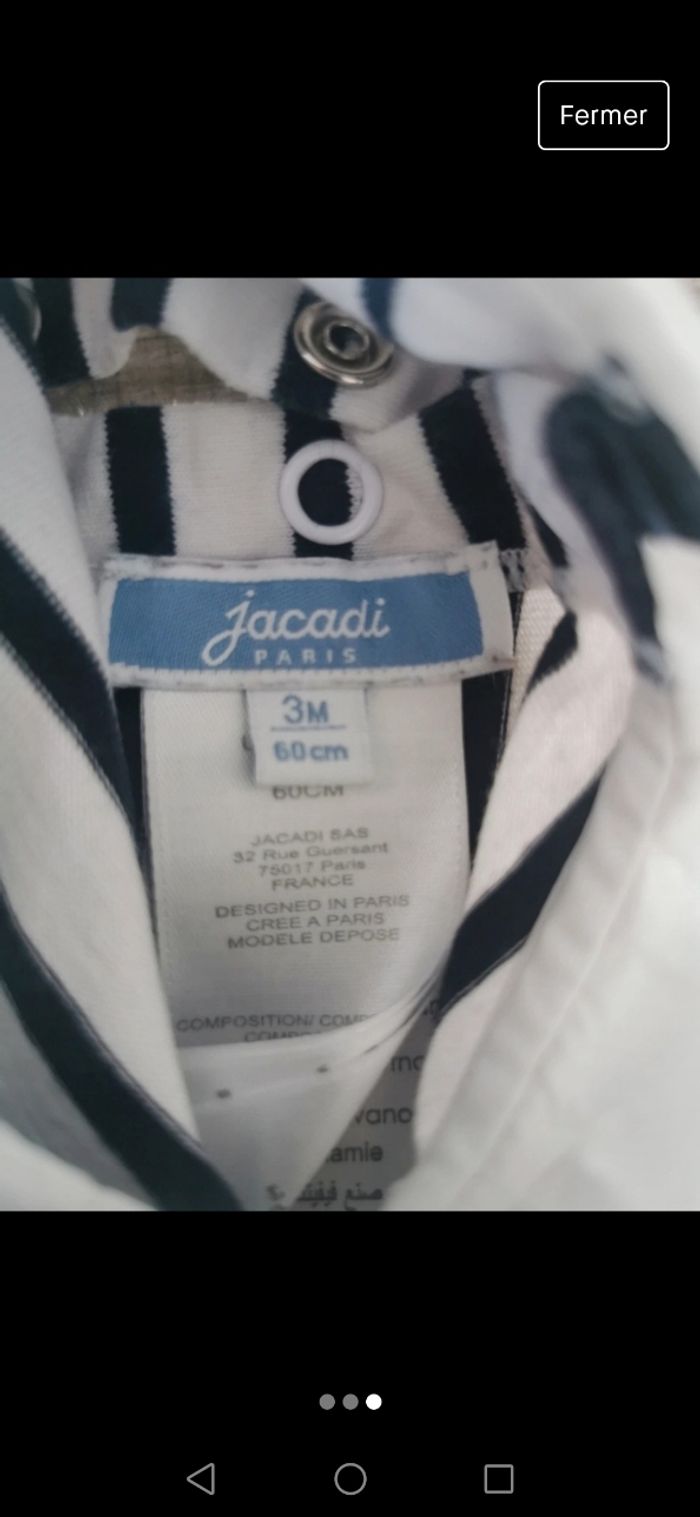 Fermer
jacadi
PARIS
3M
60cm
60CM
JACADI SAS
32 Rue Guersant
75017 Paris
FRANCE
DESIGNED IN PARIS
CREE A PARIS
MODELE DEPOSE
COMPOSITION/